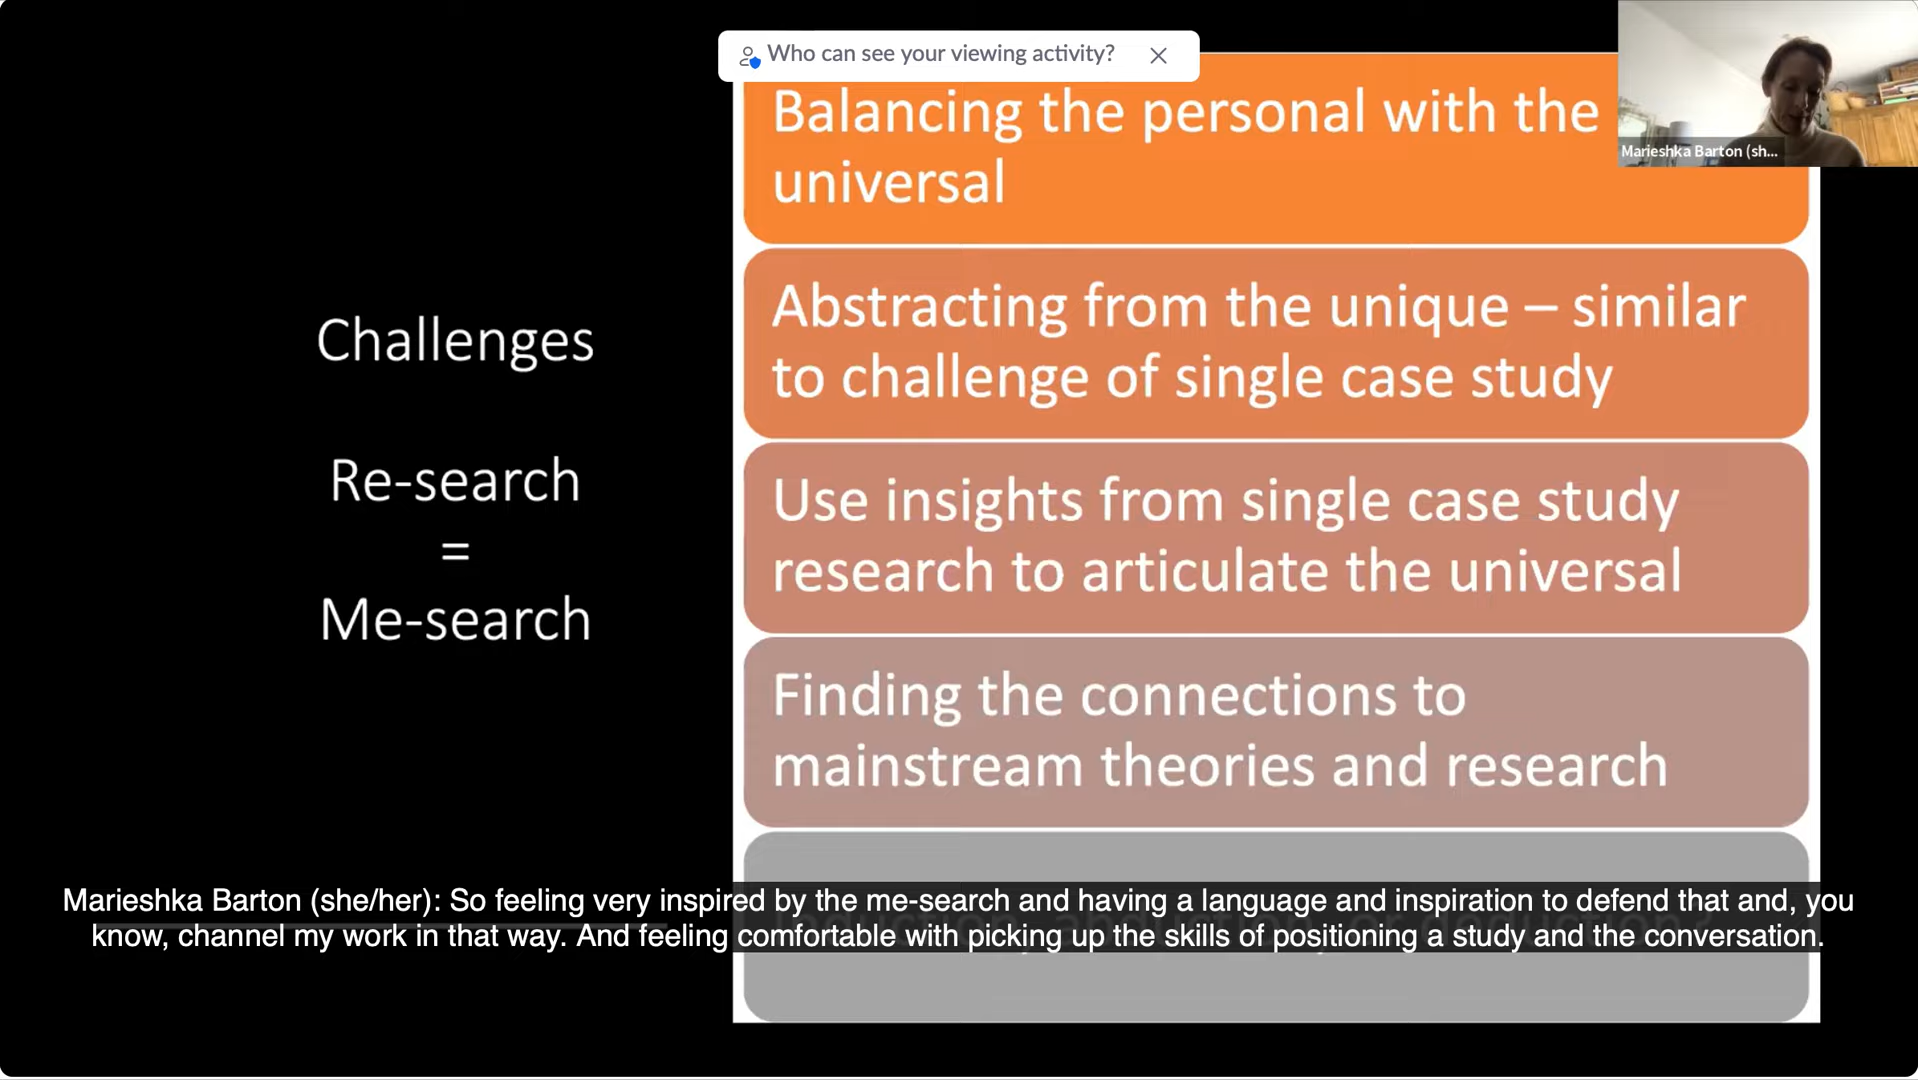 Who can see your viewing activity?
Balancing the personal with the
universal
Marieshka Barton (sh...
Challenges
Re-search
=
Me-search
Abstracting from the unique – similar
to challenge of single case study
Use insights from single case study
research to articulate the universal
Finding the connections to
mainstream theories and research
Marieshka Barton (she/her): So feeling very inspired by the me-search and having a language and inspiration to defend that and, you
know, channel my work in that way. And feeling comfortable with picking up the skills of positioning a study and the conversation.